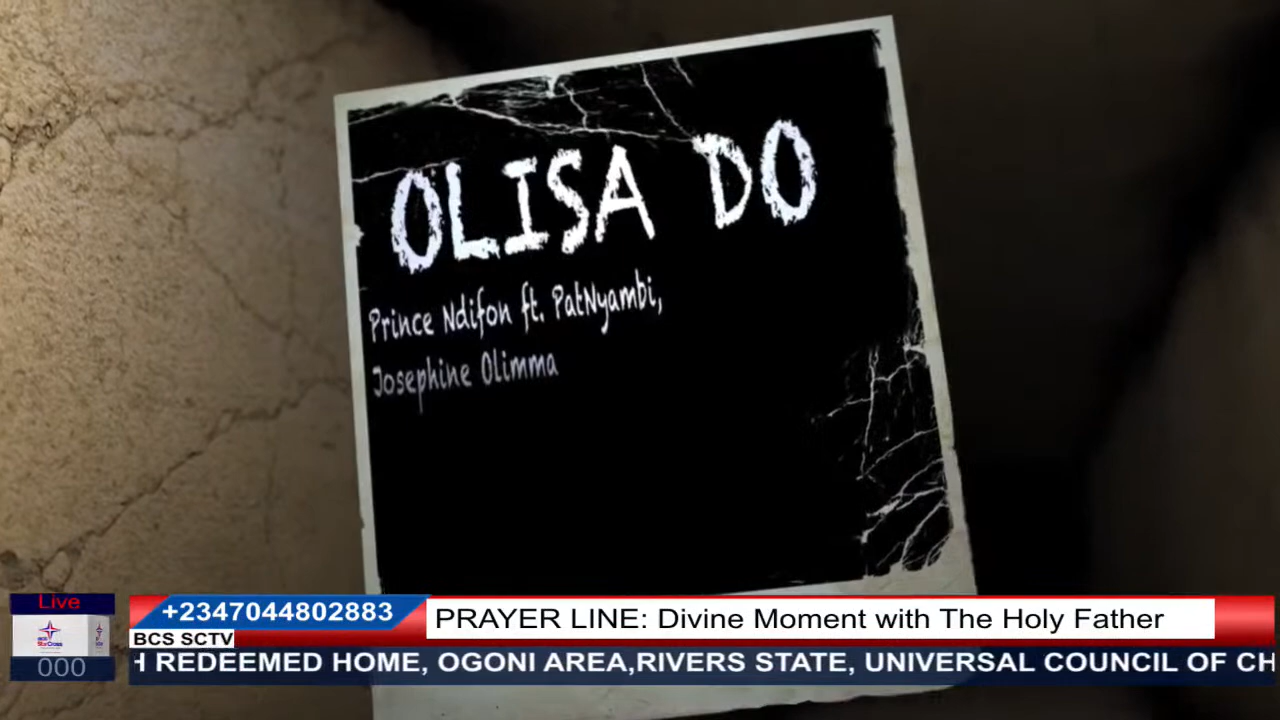 OLISA DO
Prince Ndifon ft. PatNyambi,
Josephine Olimma
Live
000
+2347044802883
BCS SCTV
PRAYER LINE: Divine Moment with The Holy Father
H REDEEMED HOME, OGONI AREA,RIVERS STATE, UNIVERSAL COUNCIL OF CH